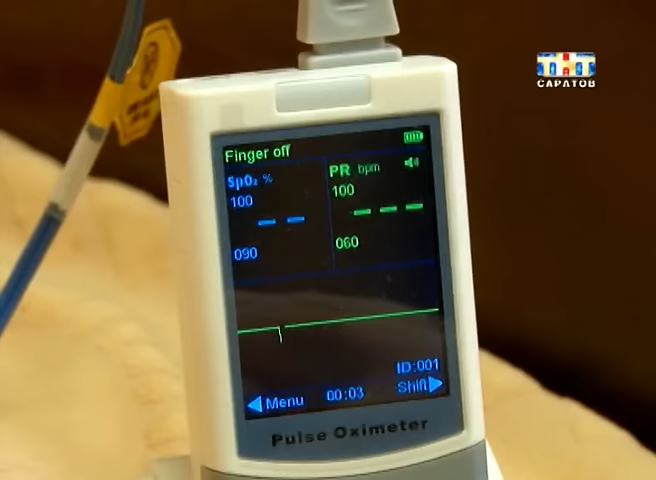 ТНТ
САРАТОВ
Finger off
SpO₂ %
PR bpm
100
100
-- --
-- -- --
090
060
ID:001
Menu
00:03
Shift
Pulse Oximeter